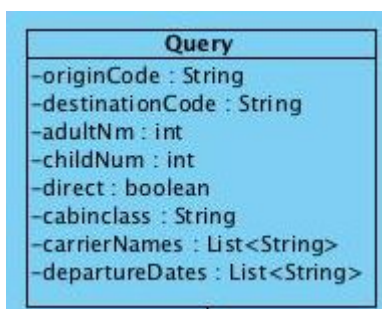 Query
-originCode : String
-destinationCode : String
-adultNm : int
-childNum : int
-direct : boolean
-cabinclass : String
-carrierNames : List<String>
-departureDates : List<String>